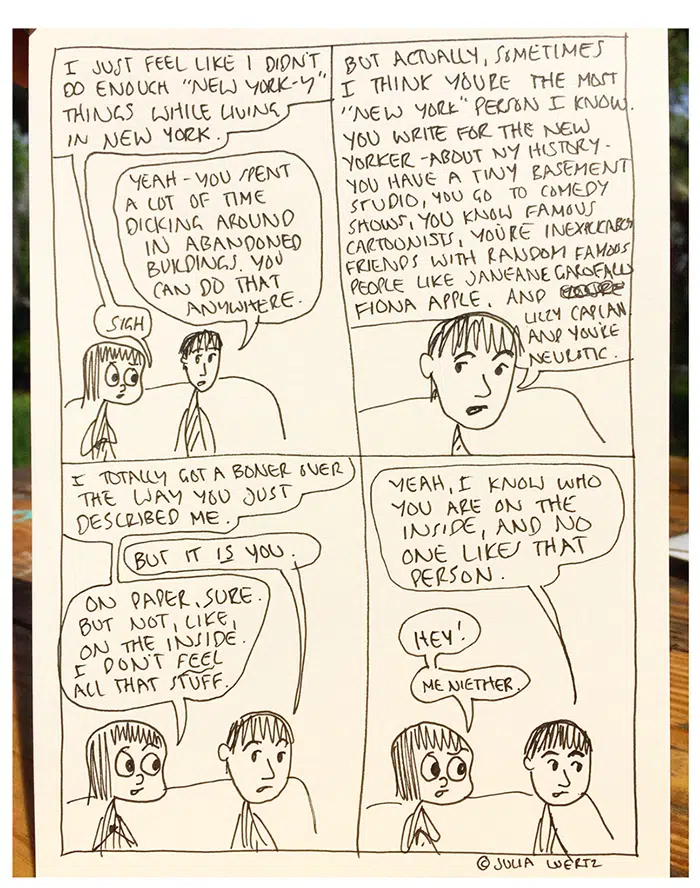 I JUST FEEL LIKE I DIDN'T
DO ENOUGH "NEW YORK-Y"
THINGS WHILE LIVING
IN NEW YORK.
YEAH - YOU SPENT
A LOT OF TIME
DICKING AROUND
IN ABANDONED
BUILDINGS. YOU
CAN DO THAT
ANYWHERE.
SIGH
BUT ACTUALLY, SOMETIMES
I THINK YOU'RE THE MOST
"NEW YORK" PERSON I KNOW.
YOU WRITE FOR THE NEW
YORKER - ABOUT NY HISTORY -
YOU HAVE A TINY BASEMENT
STUDIO, YOU GO TO COMEDY
SHOWS, YOU KNOW FAMOUS
CARTOONISTS, YOU'RE INEXPLICABLY
FRIENDS WITH RANDOM FAMOUS
PEOPLE LIKE JANEANE GAROFALO
FIONA APPLE. AND
LIZZY CAPLAN
AND YOU'RE
NEUROTIC.
I TOTALLY GOT A BONER OVER
THE WAY YOU JUST
DESCRIBED ME.
BUT IT IS YOU.
ON PAPER, SURE.
BUT NOT, LIKE,
ON THE INSIDE.
I DON'T FEEL
ALL THAT STUFF.
YEAH, I KNOW WHO
YOU ARE ON THE
INSIDE, AND NO
ONE LIKES THAT
PERSON.
HEY!
ME NIETHER.
© JULIA WERTZ